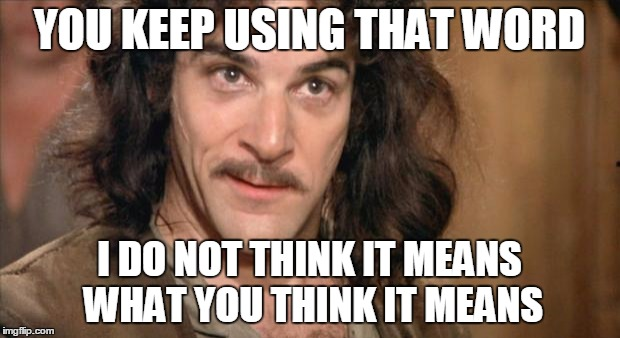 YOU KEEP USING THAT WORD
I DO NOT THINK IT MEANS
WHAT YOU THINK IT MEANS
imgflip.com